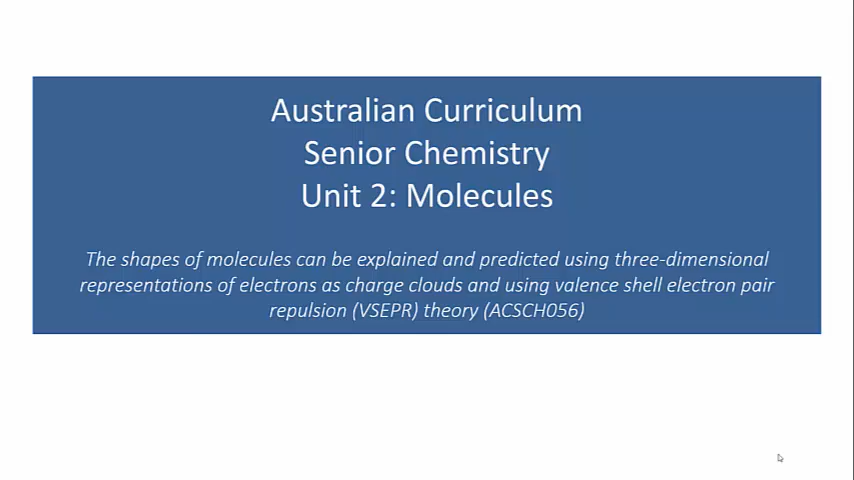 Australian Curriculum
Senior Chemistry
Unit 2: Molecules
The shapes of molecules can be explained and predicted using three-dimensional
representations of electrons as charge clouds and using valence shell electron pair
repulsion (VSEPR) theory (ACSCH056)